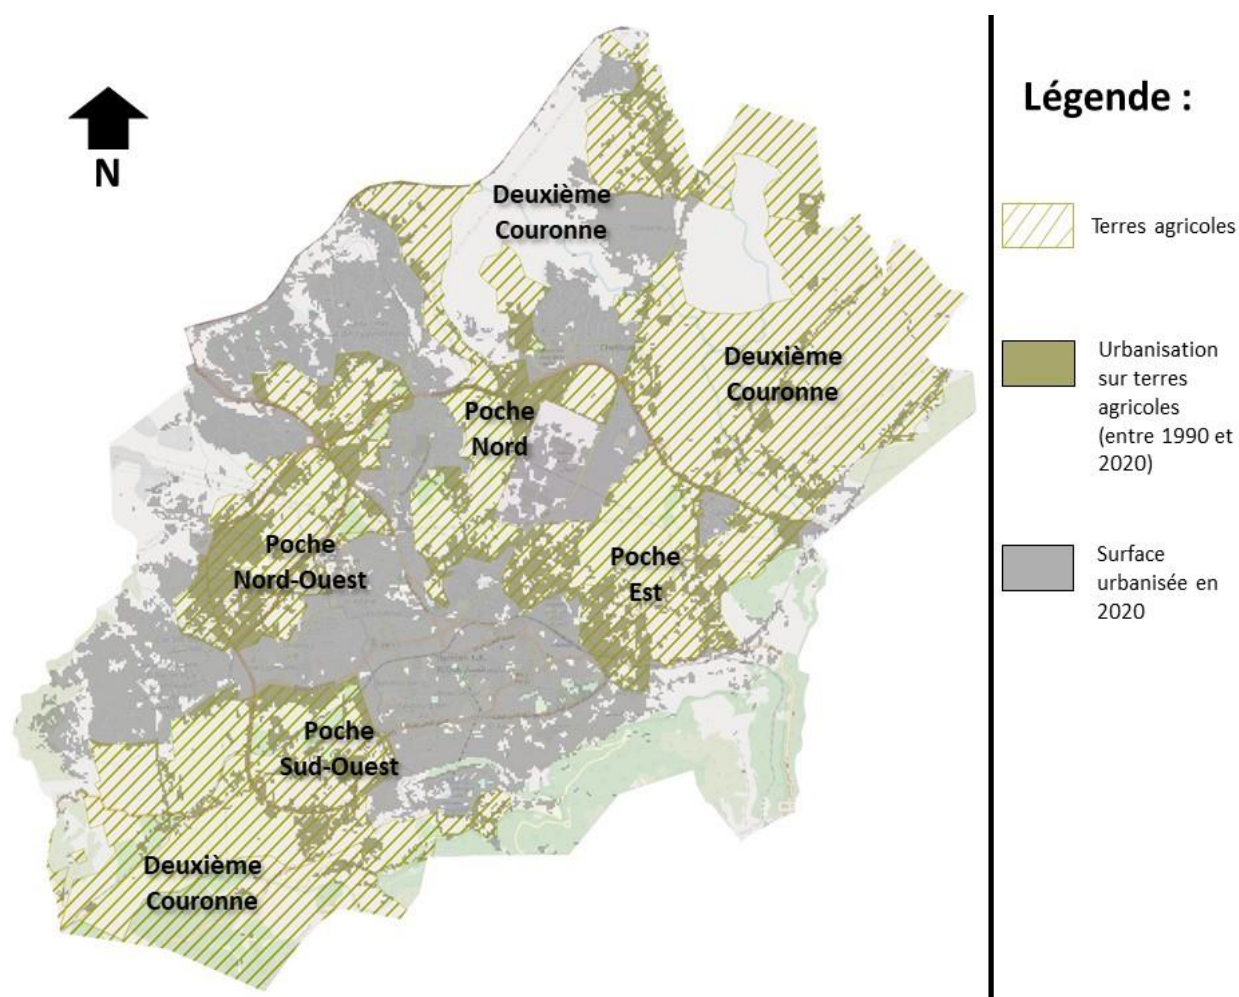 N
Deuxième
Couronne
Deuxième
Couronne
Poche
Nord
Poche
Nord-Ouest
Poche
Est
Poche
Sud-Ouest
Deuxième
Couronne
Légende :
Terres agricoles
Urbanisation
sur terres
agricoles
(entre 1990 et
2020)
Surface
urbanisée en
2020